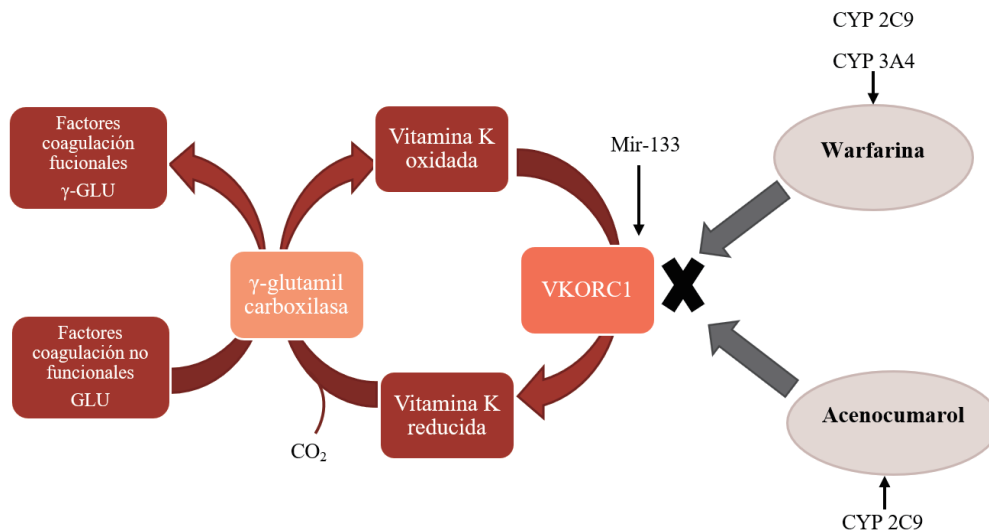 CYP 2C9
CYP 3A4
Factores
coagulación
fucionales
γ-GLU
Vitamina K
oxidada
Mir-133
Warfarina
γ-glutamil
carboxilasa
VKORC1
Factores
coagulación no
funcionales
GLU
Vitamina K
reducida
CO₂
Acenocumarol
CYP 2C9